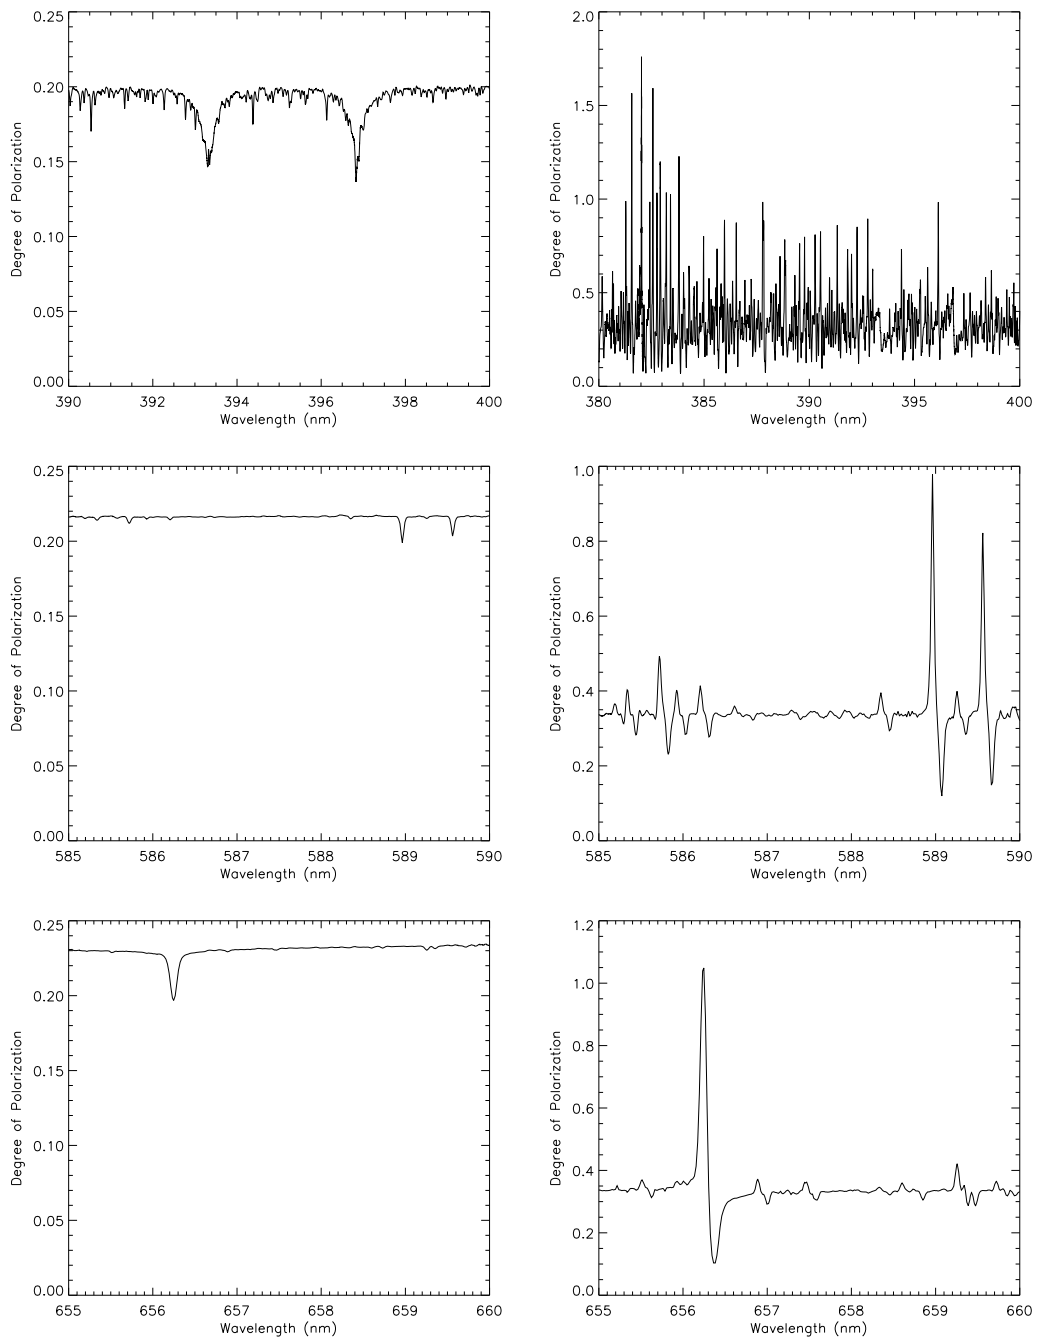 0.25
0.20
0.15
0.10
0.05
0.00
Degree of Polarization
390 392 394 396 398 400
Wavelength (nm)
2.0
1.5
1.0
0.5
0.0
Degree of Polarization
380 385 390 395 400
Wavelength (nm)
0.25
0.20
0.15
0.10
0.05
0.00
Degree of Polarization
585 586 587 588 589 590
Wavelength (nm)
1.0
0.8
0.6
0.4
0.2
0.0
Degree of Polarization
585 586 587 588 589 590
Wavelength (nm)
0.25
0.20
0.15
0.10
0.05
0.00
Degree of Polarization
655 656 657 658 659 660
Wavelength (nm)
1.2
1.0
0.8
0.6
0.4
0.2
0.0
Degree of Polarization
655 656 657 658 659 660
Wavelength (nm)